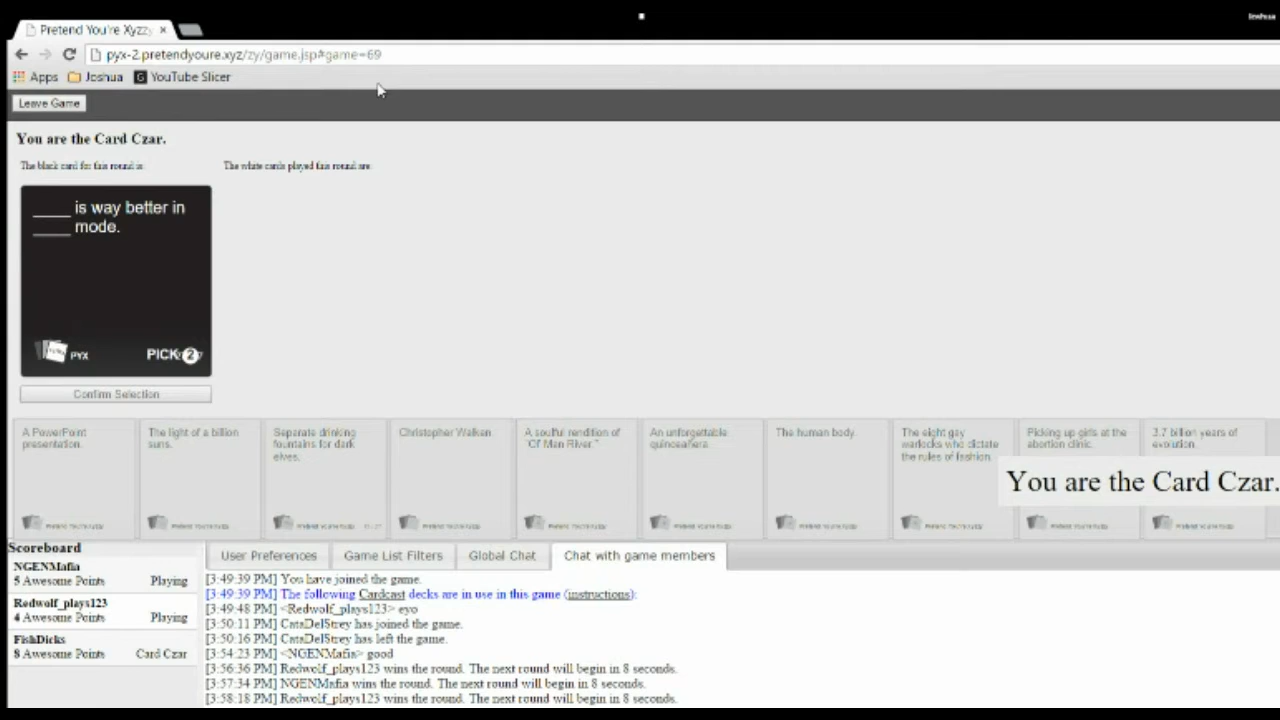 Pretend You're Xyzzy
pyx-2.pretendyoure.xyz/zy/game.jsp#game=69
Apps Joshua YouTube Slicer
Leave Game
You are the Card Czar.
The black card for this round is
The white cards played this round are
____ is way better in
____ mode.
PYX PICK 2
Confirm Selection
A PowerPoint
presentation.
The light of a billion
suns.
Separate drinking
fountains for dark
elves.
Christopher Walken
A soulful rendition of
"Ol' Man River."
An unforgettable
quinceañera.
The human body.
The eight gay
warlocks who dictate
the rules of fashion.
Picking up girls at the
abortion clinic.
3.7 billion years of
evolution.
You are the Card Czar.
Scoreboard
NGENMafia
5 Awesome Points Playing
Redwolf_plays123
4 Awesome Points Playing
FishDicks
8 Awesome Points Card Czar
User Preferences Game List Filters Global Chat Chat with game members
[3:49:39 PM] You have joined the game.
[3:49:39 PM] The following Cardcast decks are in use in this game (instructions):
[3:49:48 PM] <Redwolf_plays123> eyo
[3:50:11 PM] CataDelStrey has joined the game.
[3:50:16 PM] CataDelStrey has left the game.
[3:54:23 PM] <NGENMafia> good
[3:56:36 PM] Redwolf_plays123 wins the round. The next round will begin in 8 seconds.
[3:57:34 PM] NGENMafia wins the round. The next round will begin in 8 seconds.
[3:58:18 PM] Redwolf_plays123 wins the round. The next round will begin in 8 seconds.